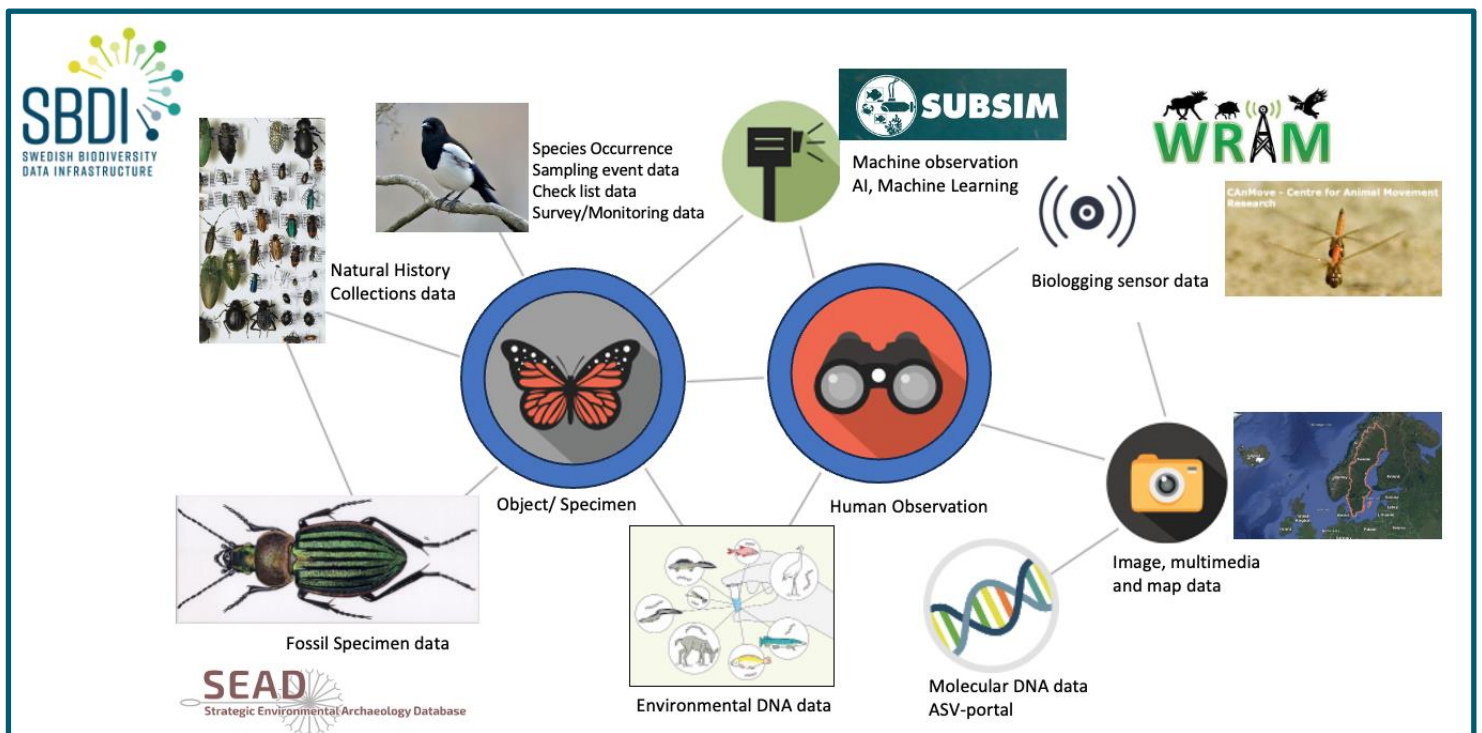 SBDI
SWEDISH BIODIVERSITY
DATA INFRASTRUCTURE
Species Occurrence
Sampling event data
Check list data
Survey/Monitoring data
SUBSIM
Machine observation
AI, Machine Learning
WRAM
CAnMove - Centre for Animal Movement
Research
Biologging sensor data
Natural History
Collections data
Object/ Specimen
Human Observation
Image, multimedia
and map data
Fossil Specimen data
SEAD
Strategic Environmental Archaeology Database
Environmental DNA data
Molecular DNA data
ASV-portal